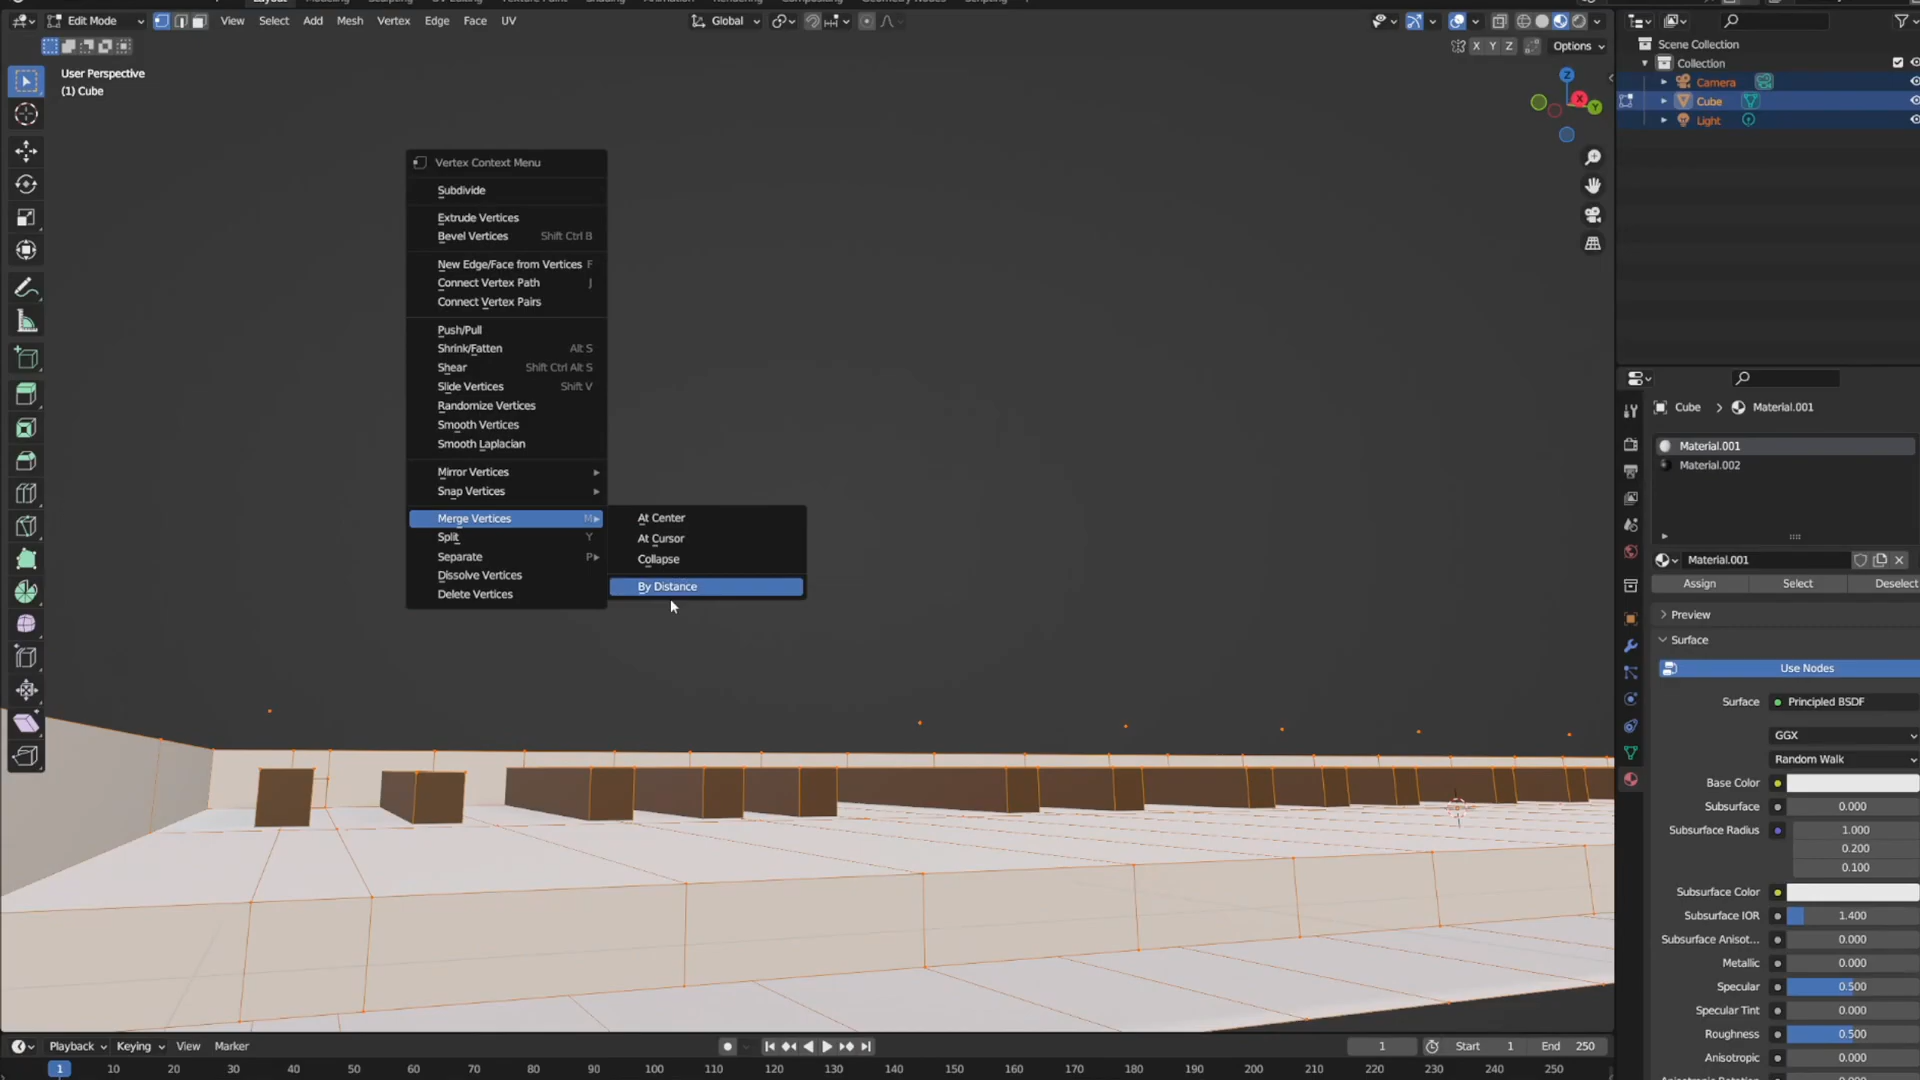 Edit Mode
View
Select
Add
Mesh
Vertex
Edge
Face
UV
Global
X Y Z
Options
User Perspective
(1) Cube
Z
X
Y
Vertex Context Menu
Subdivide
Extrude Vertices
Bevel Vertices Shift Ctrl B
New Edge/Face from Vertices F
Connect Vertex Path J
Connect Vertex Pairs
Push/Pull
Shrink/Fatten Alt S
Shear Shift Ctrl Alt S
Slide Vertices Shift V
Randomize Vertices
Smooth Vertices
Smooth Laplacian
Mirror Vertices
Snap Vertices
Merge Vertices M
Split Y
Separate P
Dissolve Vertices
Delete Vertices
At Center
At Cursor
Collapse
By Distance
Scene Collection
Collection
Camera
Cube
Light
Cube > Material.001
Material.001
Material.002
Material.001
Assign
Select
Deselect
Preview
Surface
Use Nodes
Surface Principled BSDF
GGX
Random Walk
Base Color
Subsurface 0.000
Subsurface Radius 1.000
0.200
0.100
Subsurface Color
Subsurface IOR 1.400
Subsurface Anisot... 0.000
Metallic 0.000
Specular 0.500
Specular Tint 0.000
Roughness 0.500
Anisotropic 0.000
Playback
Keying
View
Marker
1
Start 1
End 250
1 10 20 30 40 50 60 70 80 90 100 110 120 130 140 150 160 170 180 190 200 210 220 230 240 250